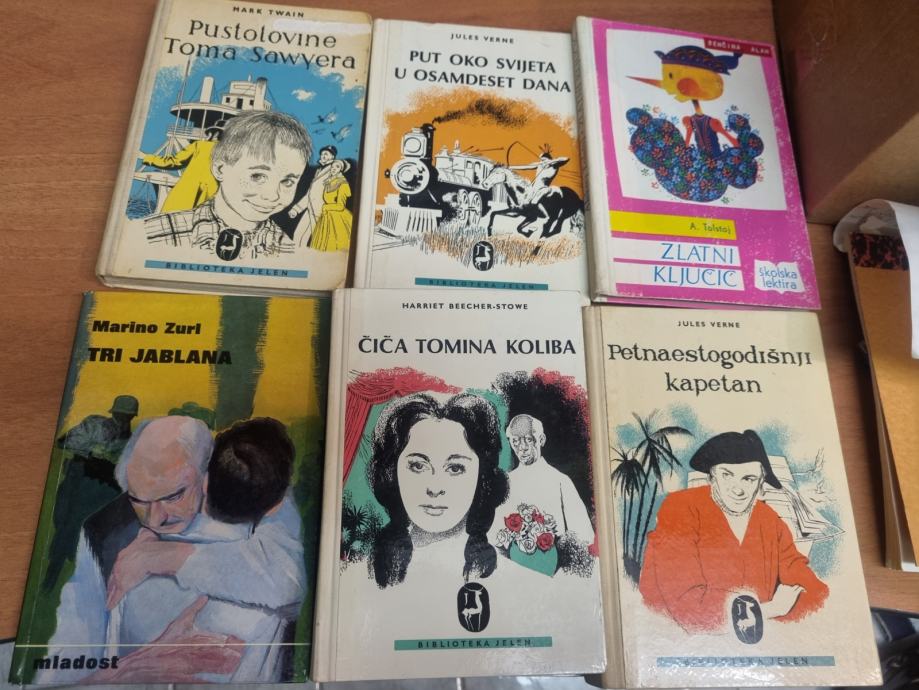 MARK TWAIN
Pustolovine
Toma Sawyera
BIBLIOTEKA JELEN
JULES VERNE
PUT OKO SVIJETA
U OSAMDESET DANA
BIBLIOTEKA JELEN
A. Tolstoj
ZLATNI
KLJUČIĆ
školska
lektira
Marino Zurl
TRI JABLANA
mladost
HARRIET BEECHER-STOWE
ČIČA TOMINA KOLIBA
BIBLIOTEKA JELEN
JULES VERNE
Petnaestogodišnji
kapetan
BIBLIOTEKA JELEN